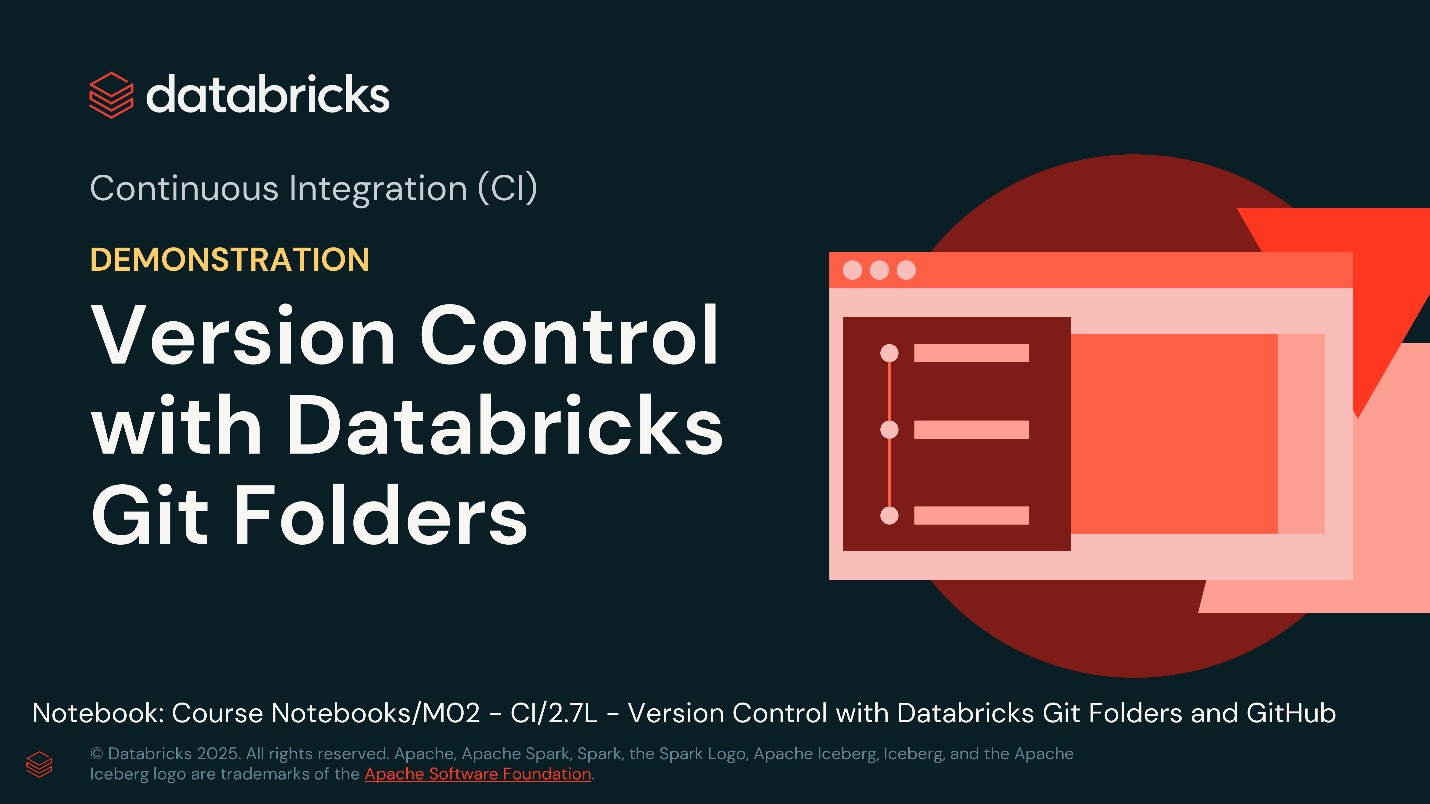 databricks
Continuous Integration (CI)
DEMONSTRATION
Version Control
with Databricks
Git Folders
Notebook: Course Notebooks/M02 - CI/2.7L - Version Control with Databricks Git Folders and GitHub
© Databricks 2025. All rights reserved. Apache, Apache Spark, Spark, the Spark Logo, Apache Iceberg, Iceberg, and the Apache
Iceberg logo are trademarks of the Apache Software Foundation.